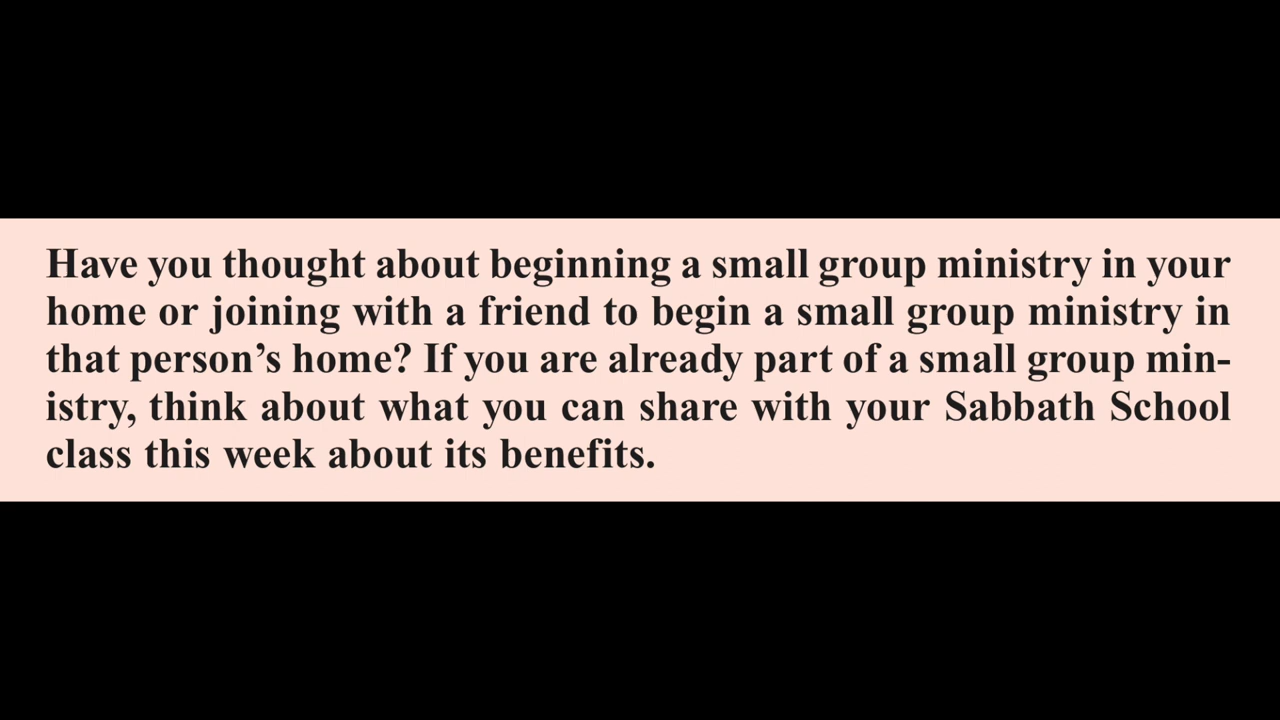 Have you thought about beginning a small group ministry in your
home or joining with a friend to begin a small group ministry in
that person’s home? If you are already part of a small group min-
istry, think about what you can share with your Sabbath School
class this week about its benefits.